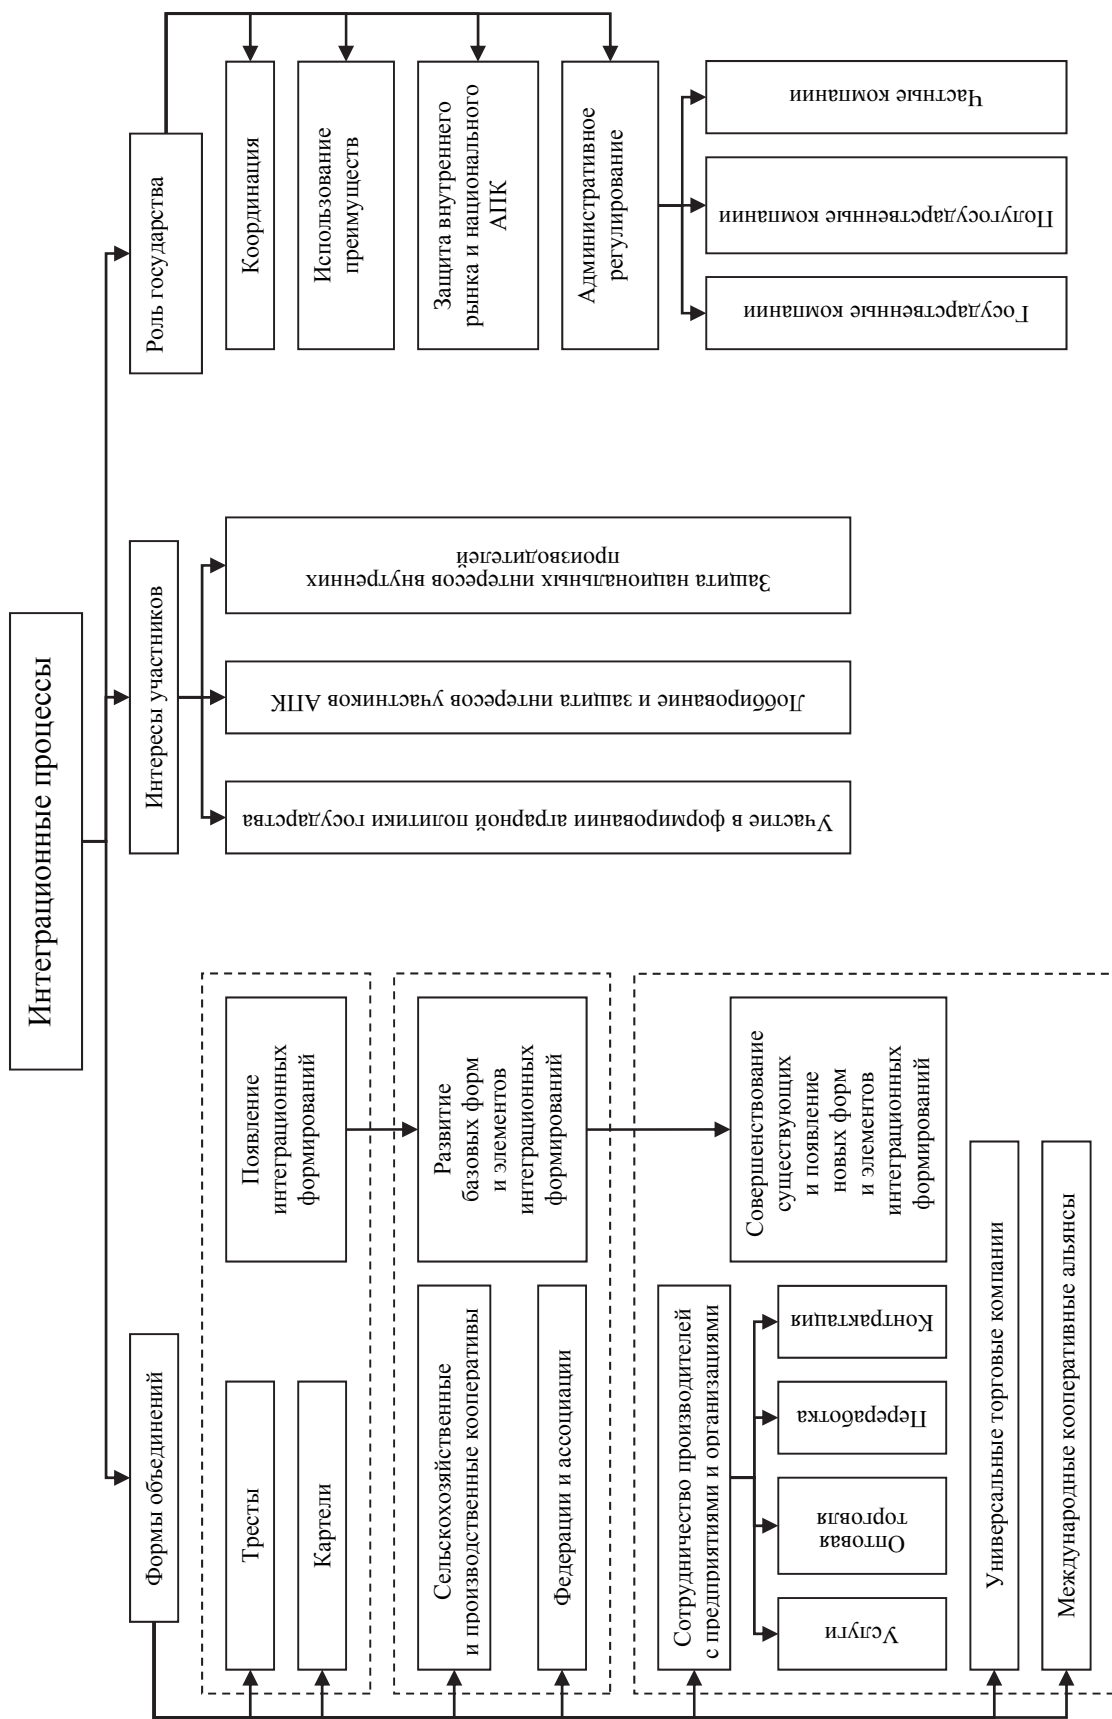 Интеграционные процессы
Формы объединений
Тресты
Картели
Появление
интеграционных
формирований
Сельскохозяйственные
и производственные кооперативы
Федерации и ассоциации
Развитие
базовых форм
и элементов
интеграционных
формирований
Сотрудничество производителей
с предприятиями и организациями
Услуги
Оптовая
торговля
Переработка
Контрактация
Совершенствование
существующих
и появление
новых форм
и элементов
интеграционных
формирований
Универсальные торговые компании
Международные кооперативные альянсы
Интересы участников
Участие в формировании аграрной политики государства
Лоббирование и защита интересов участников АПК
Защита национальных интересов внутренних
производителей
Роль государства
Координация
Использование
преимуществ
Защита внутреннего
рынка и национального
АПК
Административное
регулирование
Государственные компании
Полугосударственные компании
Частные компании